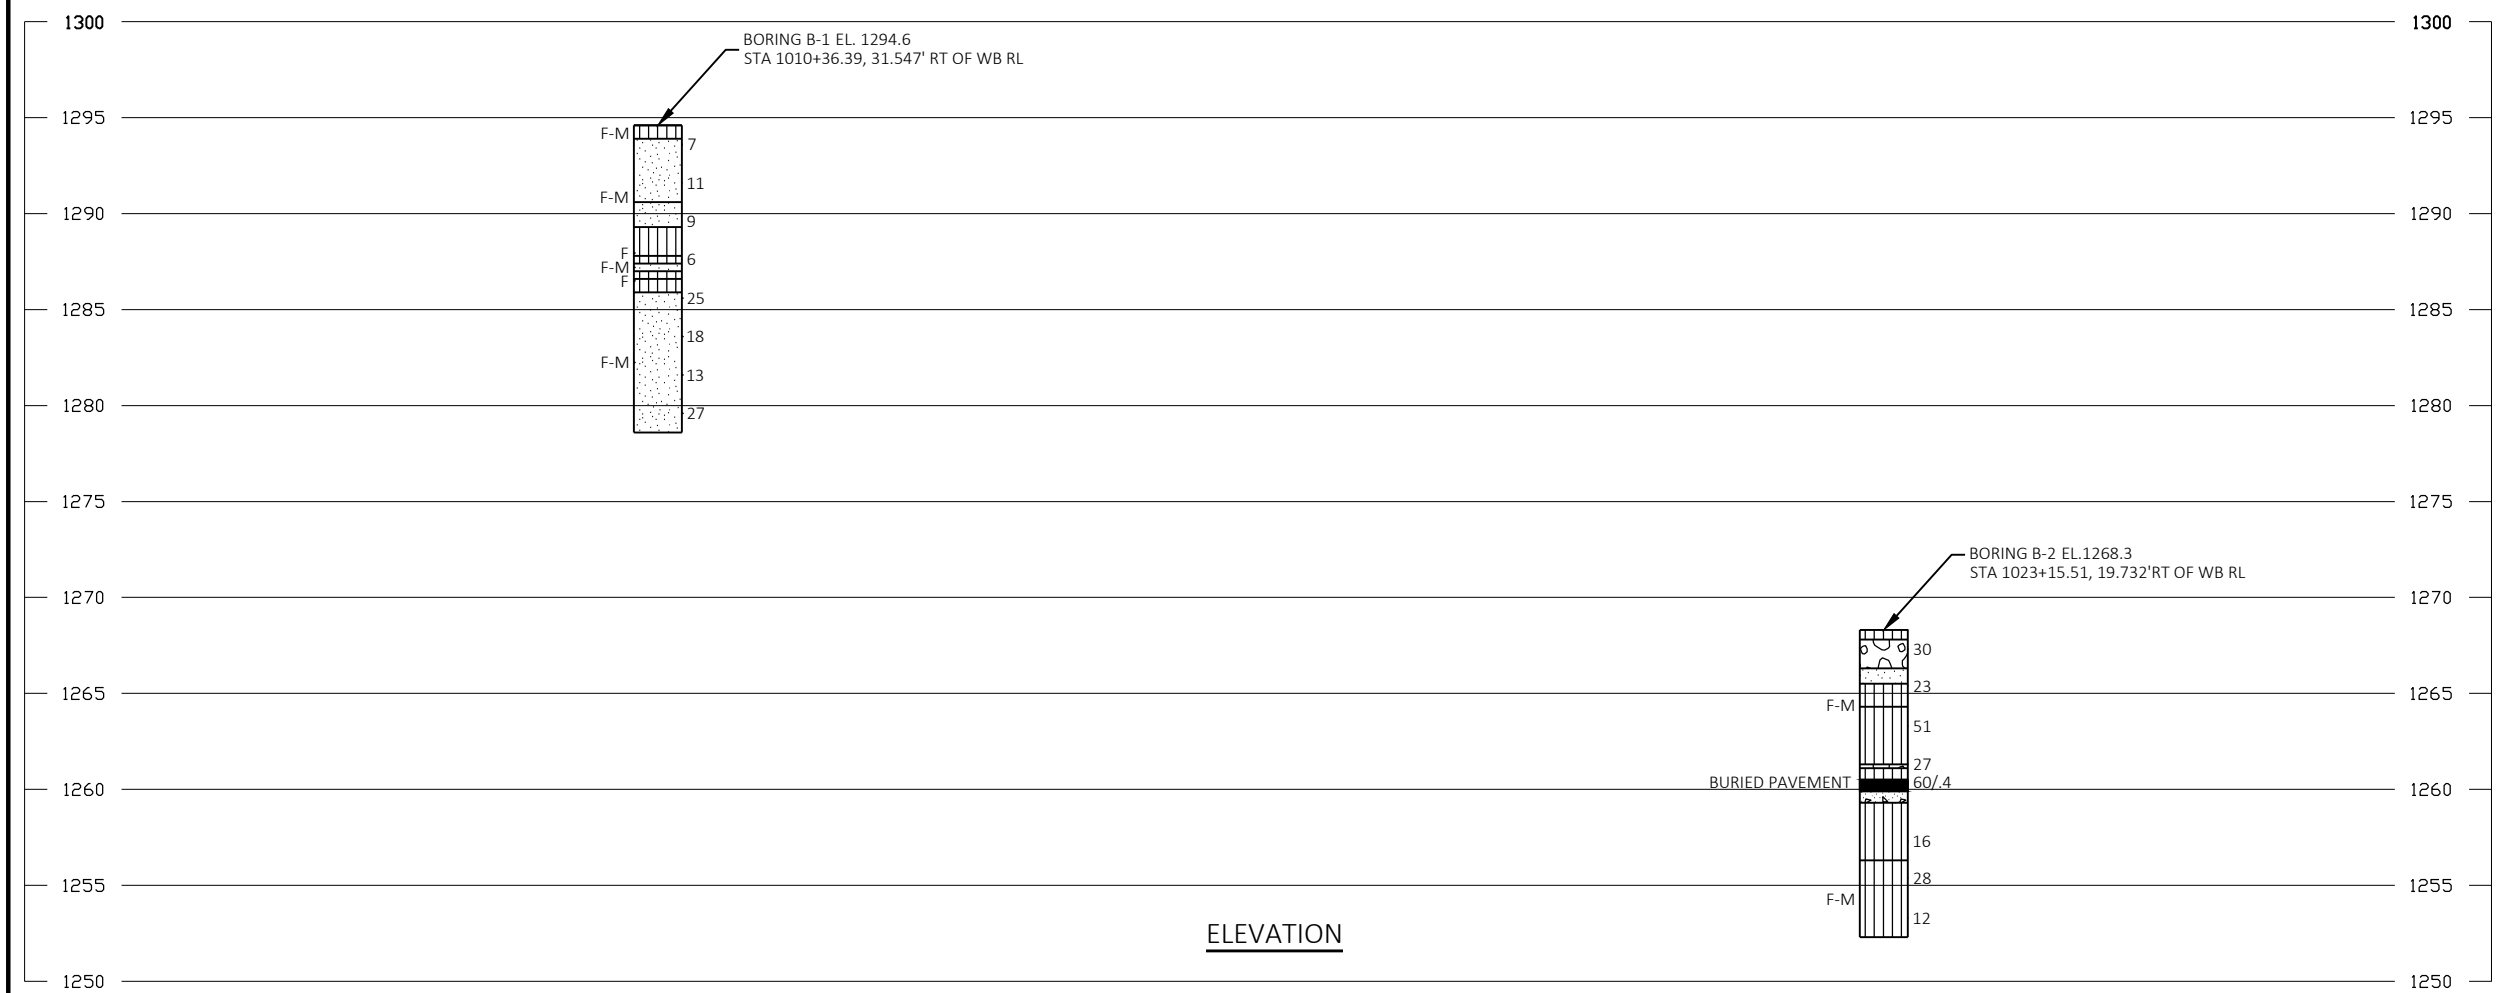 1300 1300
BORING B-1 EL. 1294.6
STA 1010+36.39, 31.547' RT OF WB RL
1295 1295
F-M
7
11
F-M
1290 1290
9
F
6
F-M
F
25
1285 1285
18
F-M
13
1280 1280
27
1275 1275
BORING B-2 EL.1268.3
STA 1023+15.51, 19.732'RT OF WB RL
1270 1270
30
23
1265 1265
F-M
51
27
BURIED PAVEMENT 60/.4
1260 1260
16
28
1255 1255
F-M
12
ELEVATION
1250 1250